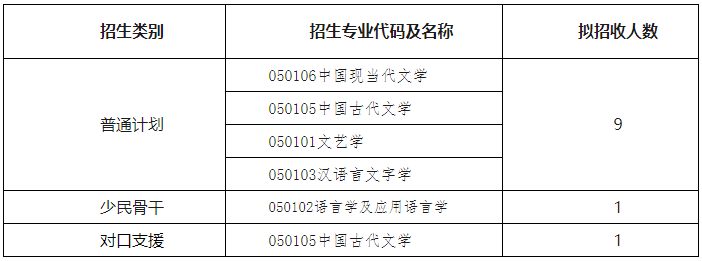 招生类别 招生专业代码及名称 拟招收人数
050106中国现当代文学
050105中国古代文学
普通计划 9
050101文艺学
050103汉语言文字学
少民骨干 050102语言学及应用语言学 1
对口支援 050105中国古代文学 1